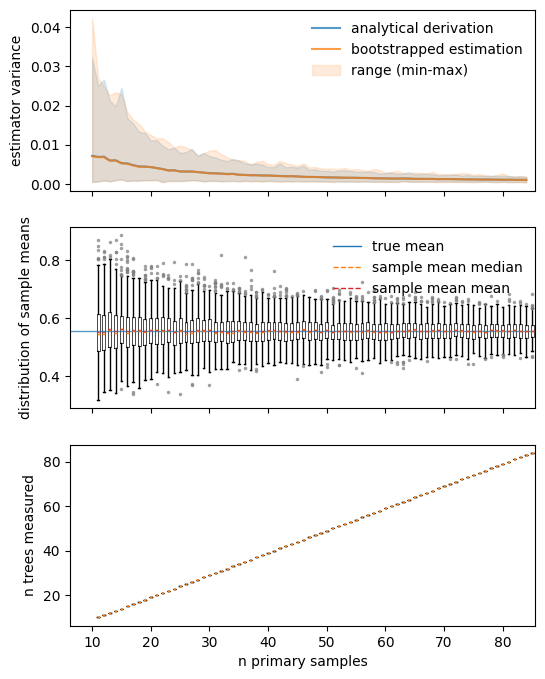 estimator variance
0.04
0.03
0.02
0.01
0.00
analytical derivation
bootstrapped estimation
range (min-max)
distribution of sample means
0.8
0.6
0.4
true mean
sample mean median
sample mean mean
n trees measured
80
60
40
20
10 20 30 40 50 60 70 80
n primary samples